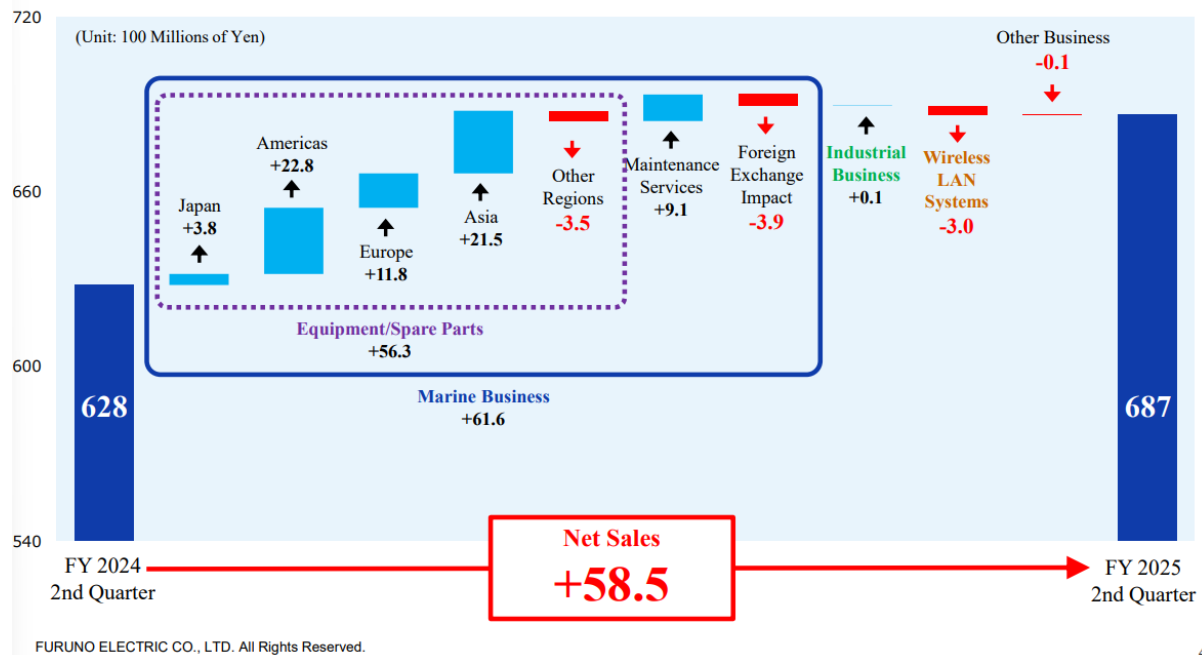 720
(Unit: 100 Millions of Yen)
660
600
540
628
FY 2024
2nd Quarter
Japan
+3.8
Americas
+22.8
Europe
+11.8
Asia
+21.5
Other
Regions
-3.5
Equipment/Spare Parts
+56.3
Maintenance
Services
+9.1
Foreign
Exchange
Impact
-3.9
Marine Business
+61.6
Industrial
Business
+0.1
Wireless
LAN
Systems
-3.0
Other Business
-0.1
687
FY 2025
2nd Quarter
Net Sales
+58.5
FURUNO ELECTRIC CO., LTD. All Rights Reserved.